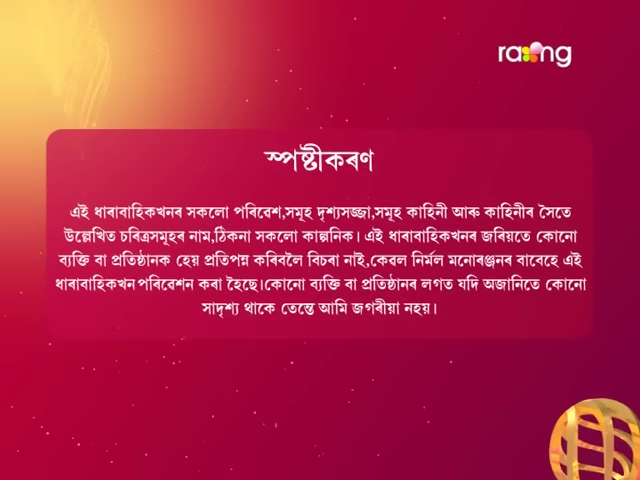 rang
স্পষ্টীকৰণ
এই ধাৰাবাহিকখনৰ সকলো পৰিৱেশ,সমূহ দৃশ্যসজ্জা,সমূহ কাহিনী আৰু কাহিনীৰ সৈতে
উল্লেখিত চৰিত্ৰসমূহৰ নাম,ঠিকনা সকলো কাল্পনিক। এই ধাৰাবাহিকখনৰ জৰিয়তে কোনো
ব্যক্তি বা প্ৰতিষ্ঠানক হেয় প্ৰতিপন্ন কৰিবলৈ বিচৰা নাই,কেৱল নিৰ্মল মনোৰঞ্জনৰ বাবেহে এই
ধাৰাবাহিকখন পৰিৱেশন কৰা হৈছে।কোনো ব্যক্তি বা প্ৰতিষ্ঠানৰ লগত যদি অজানিতে কোনো
সাদৃশ্য থাকে তেন্তে আমি জগৰীয়া নহয়।